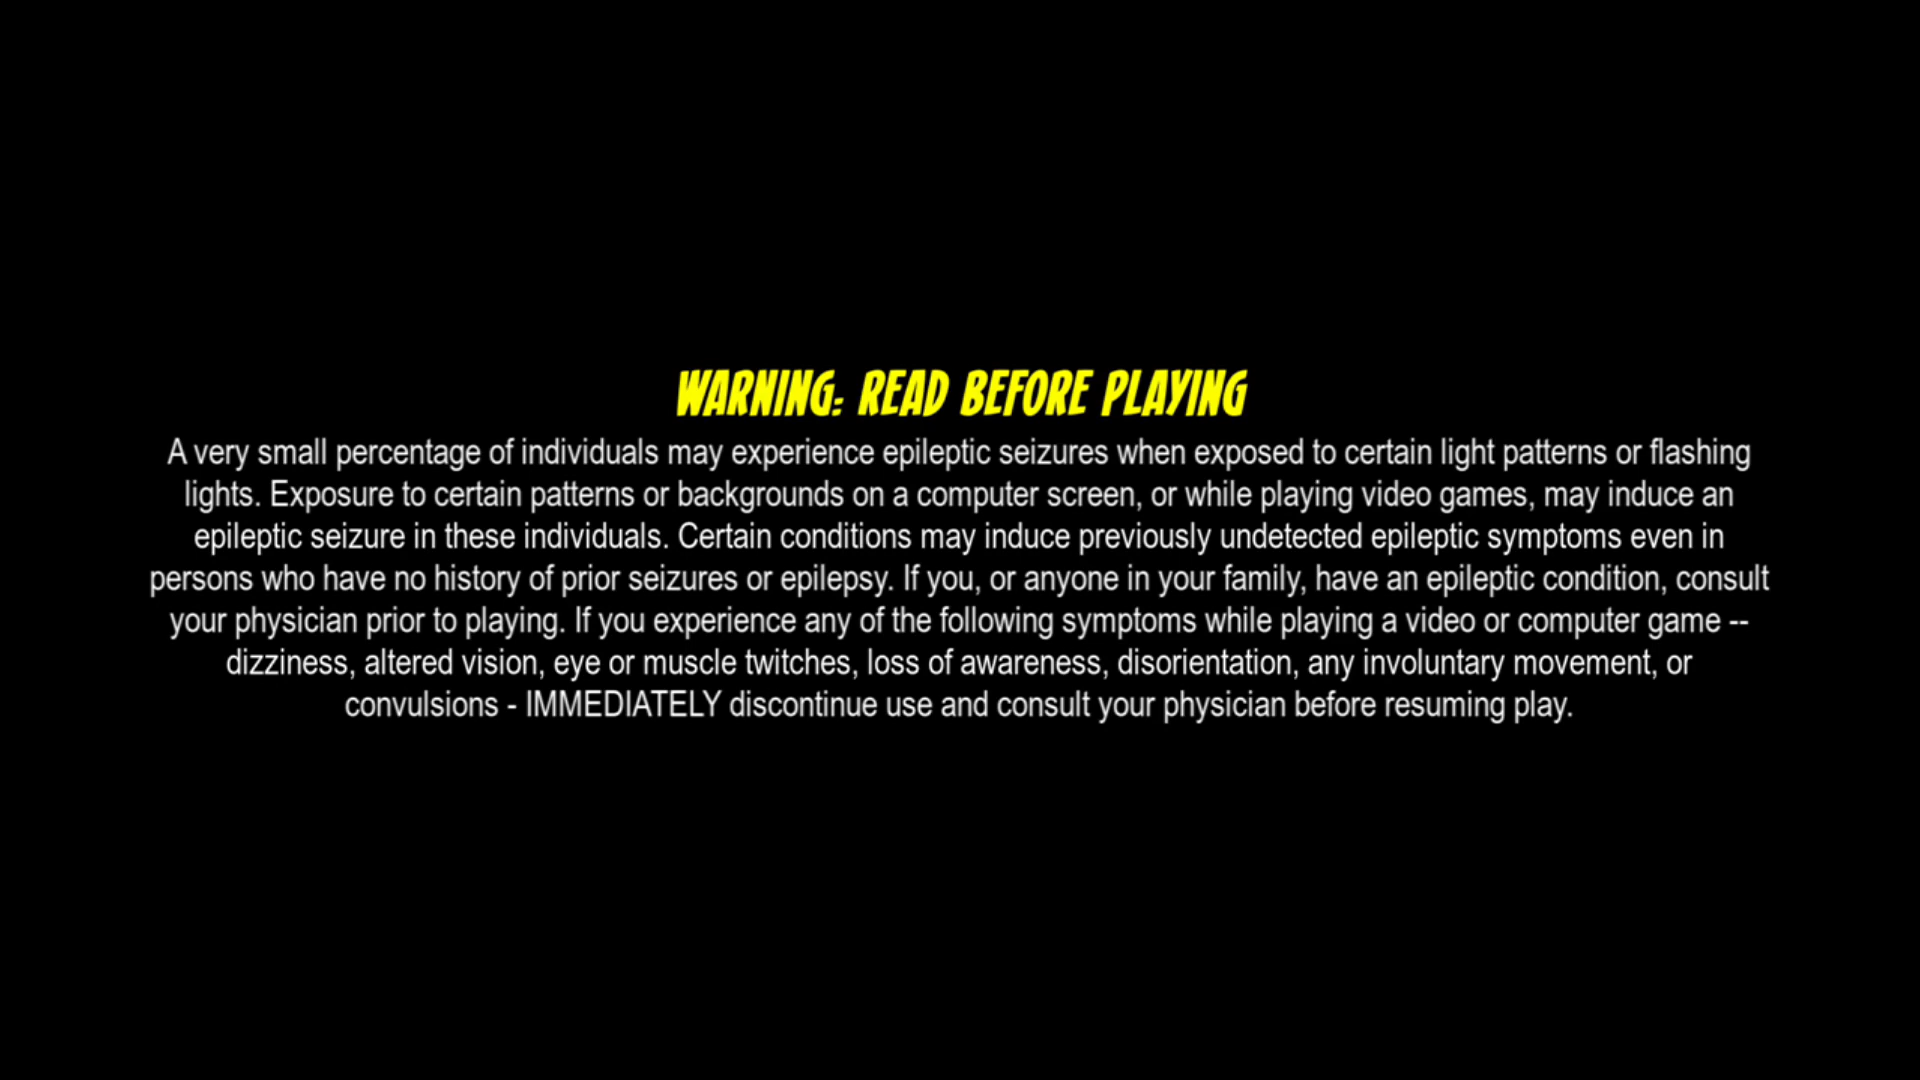 WARNING: READ BEFORE PLAYING
A very small percentage of individuals may experience epileptic seizures when exposed to certain light patterns or flashing
lights. Exposure to certain patterns or backgrounds on a computer screen, or while playing video games, may induce an
epileptic seizure in these individuals. Certain conditions may induce previously undetected epileptic symptoms even in
persons who have no history of prior seizures or epilepsy. If you, or anyone in your family, have an epileptic condition, consult
your physician prior to playing. If you experience any of the following symptoms while playing a video or computer game --
dizziness, altered vision, eye or muscle twitches, loss of awareness, disorientation, any involuntary movement, or
convulsions - IMMEDIATELY discontinue use and consult your physician before resuming play.